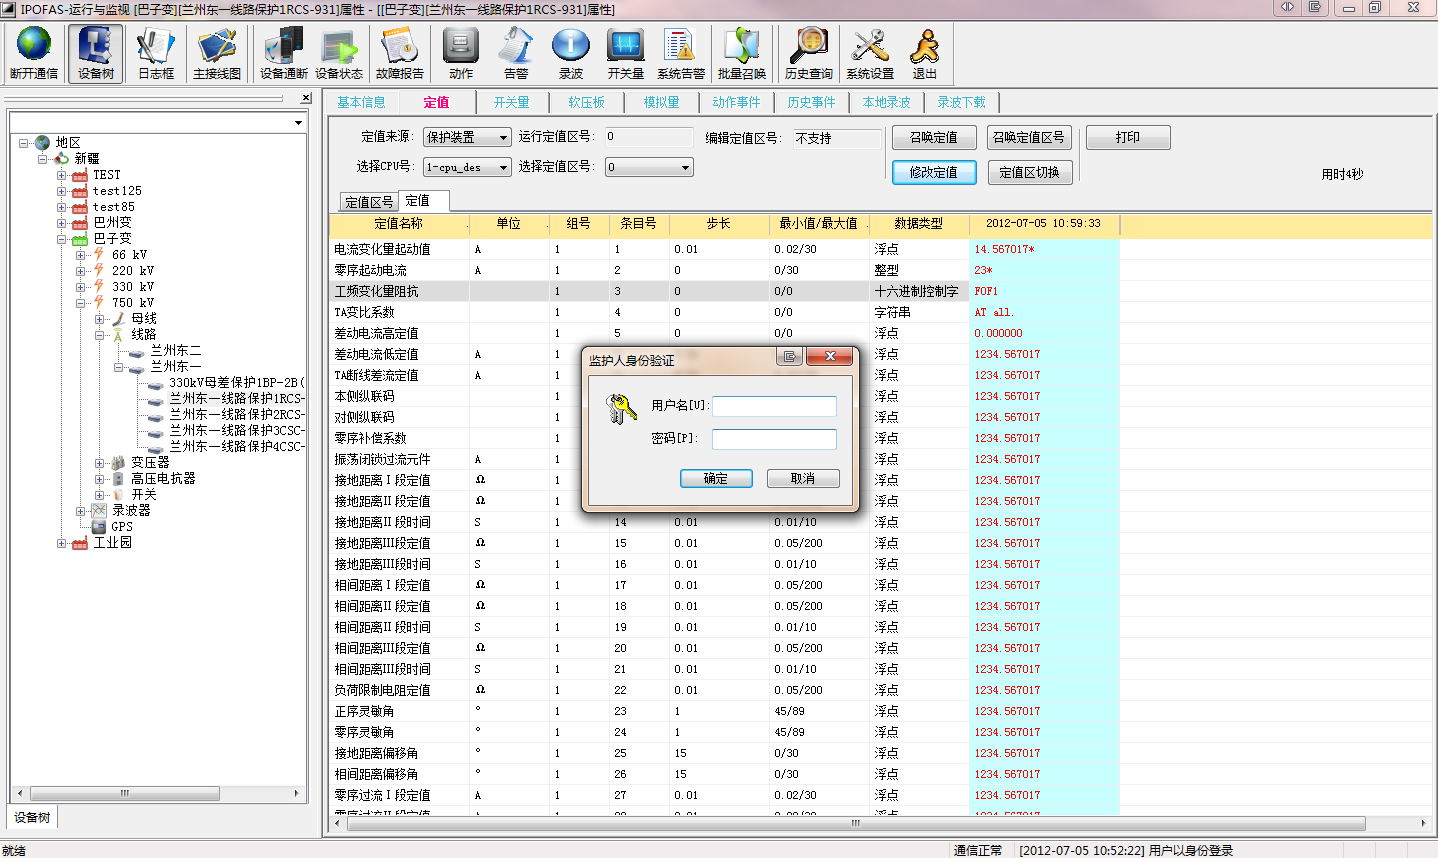 IPOFAS-运行与监视 [巴子变][兰州东一线路保护1RCS-931]属性 - [[巴子变][兰州东一线路保护1RCS-931]属性]
断开通信 设备树 日志框 主接线图 设备通断 设备状态 故障报告 动作 告警 录波 开关量 系统告警 批量召唤 历史查询 系统设置 退出
基本信息 定值 开关量 软压板 模拟量 动作事件 历史事件 本地录波 录波下载
定值来源: 保护装置 运行定值区号: 0 编辑定值区号: 不支持 召唤定值 召唤定值区号 打印
选择CPU号: 1-cpu_des 选择定值区号: 0 修改定值 定值区切换 用时4秒
地区
新疆
TEST
test125
test85
巴州变
巴子变
66 kV
220 kV
330 kV
750 kV
母线
线路
兰州东二
兰州东一
330kV母差保护1BP-2B(
兰州东一线路保护1RCS-
兰州东一线路保护2RCS-
兰州东一线路保护3CSC-
兰州东一线路保护4CSC-
变压器
高压电抗器
开关
录波器
GPS
工业园
设备树
定值区号 定值
定值名称 单位 组号 条目号 步长 最小值/最大值 数据类型 2012-07-05 10:59:33
电流变化量起动值 A 1 1 0.01 0.02/30 浮点 14.567017*
零序起动电流 A 1 2 0 0/30 整型 23*
工频变化量阻抗 1 3 0 0/0 十六进制控制字 F0F1
TA变比系数 1 4 0 0/0 字符串 AT all.
差动电流高定值 1 5 0 0/0 浮点 0.000000
差动电流低定值 A 1 浮点 1234.567017
TA断线差流定值 A 1 浮点 1234.567017
本侧纵联码 1 浮点 1234.567017
对侧纵联码 1 浮点 1234.567017
零序补偿系数 1 浮点 1234.567017
振荡闭锁过流元件 A 1 浮点 1234.567017
接地距离Ⅰ段定值 Ω 1 浮点 1234.567017
接地距离II段定值 Ω 1 浮点 1234.567017
接地距离II段时间 S 1 14 0.01 0.01/10 浮点 1234.567017
接地距离III段定值 Ω 1 15 0.01 0.05/200 浮点 1234.567017
接地距离III段时间 S 1 16 0.01 0.01/10 浮点 1234.567017
相间距离Ⅰ段定值 Ω 1 17 0.01 0.05/200 浮点 1234.567017
相间距离II段定值 Ω 1 18 0.01 0.05/200 浮点 1234.567017
相间距离II段时间 S 1 19 0.01 0.01/10 浮点 1234.567017
相间距离III段定值 Ω 1 20 0.01 0.05/200 浮点 1234.567017
相间距离III段时间 S 1 21 0.01 0.01/10 浮点 1234.567017
负荷限制电阻定值 Ω 1 22 0.01 0.05/200 浮点 1234.567017
正序灵敏角 ° 1 23 1 45/89 浮点 1234.567017
零序灵敏角 ° 1 24 1 45/89 浮点 1234.567017
接地距离偏移角 ° 1 25 15 0/30 浮点 1234.567017
相间距离偏移角 ° 1 26 15 0/30 浮点 1234.567017
零序过流Ⅰ段定值 A 1 27 0.01 0.02/30 浮点 1234.567017
监护人身份验证
用户名[U]:
密码[P]:
确定 取消
就绪 通信正常 [2012-07-05 10:52:22] 用户以身份登录